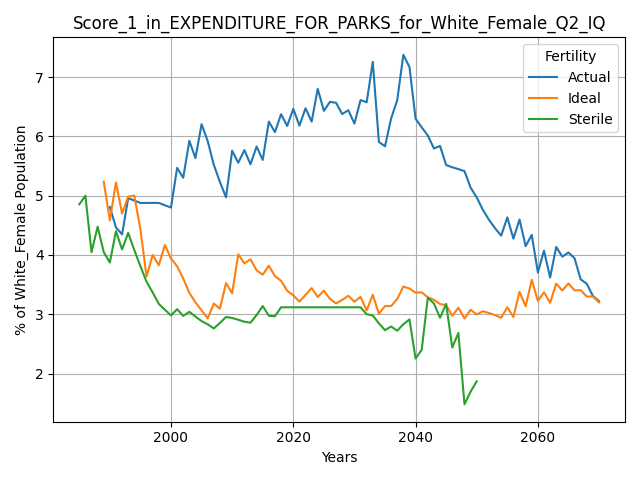 Score_1_in_EXPENDITURE_FOR_PARKS_for_White_Female_Q2_IQ
Fertility
Actual
Ideal
Sterile
% of White_Female Population
7
6
5
4
3
2
2000
2020
2040
2060
Years